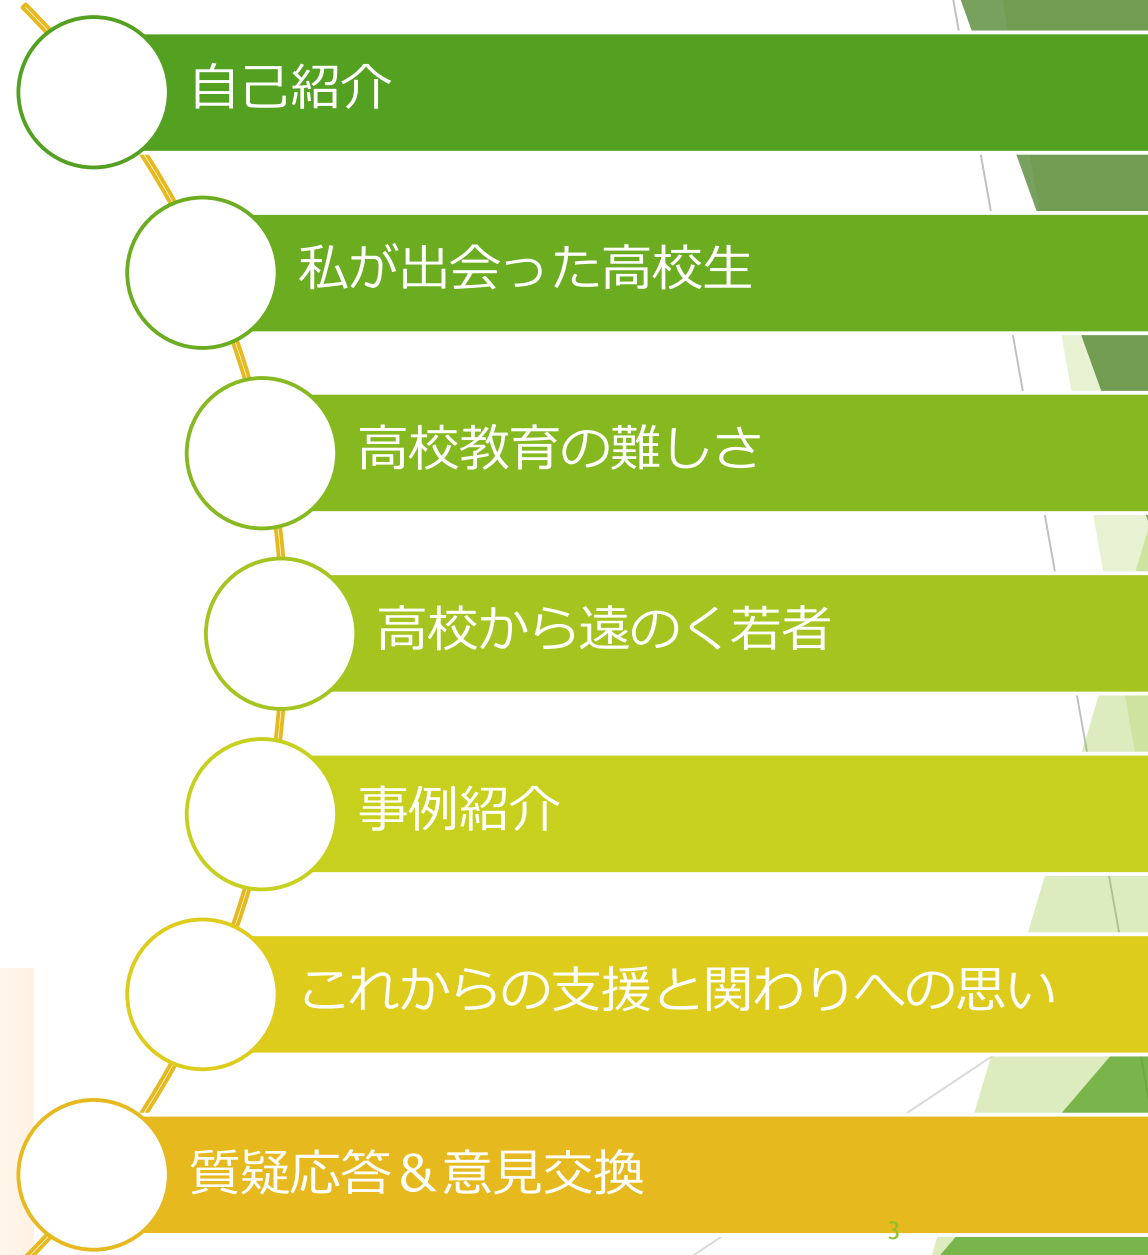 自己紹介
私が出会った高校生
高校教育の難しさ
高校から遠のく若者
事例紹介
これからの支援と関わりへの思い
質疑応答＆意見交換
3